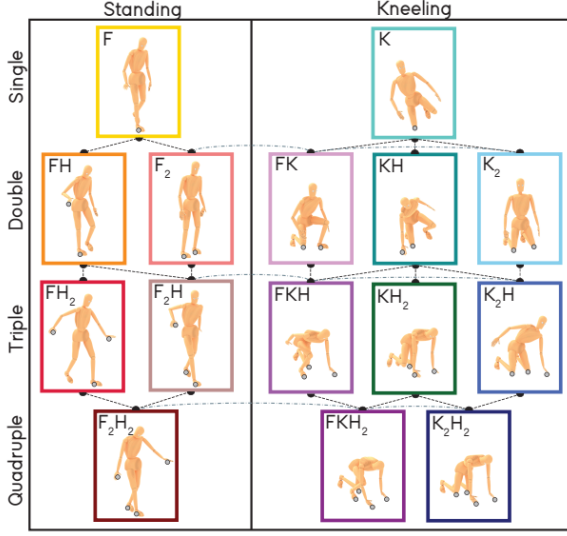 Standing Kneeling
Single
F K
Double
FH F₂ FK KH K₂
Triple
FH₂ F₂H FKH KH₂ K₂H
Quadruple
F₂H₂ FKH₂ K₂H₂